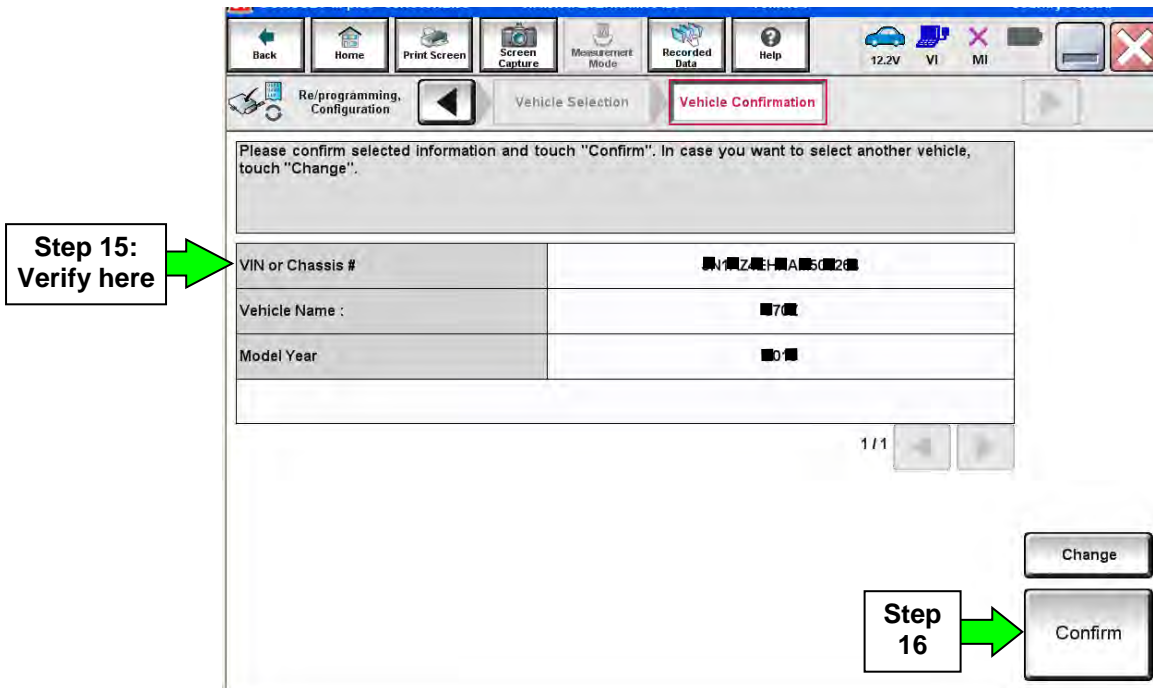 Back
Home
Print Screen
Screen
Capture
Measurement
Mode
Recorded
Data
Help
12.2V
VI
MI
Re/programming,
Configuration
Vehicle Selection
Vehicle Confirmation
Please confirm selected information and touch "Confirm". In case you want to select another vehicle,
touch "Change".
Step 15:
Verify here
VIN or Chassis #
Vehicle Name :
Model Year
1/1
Change
Step
16
Confirm